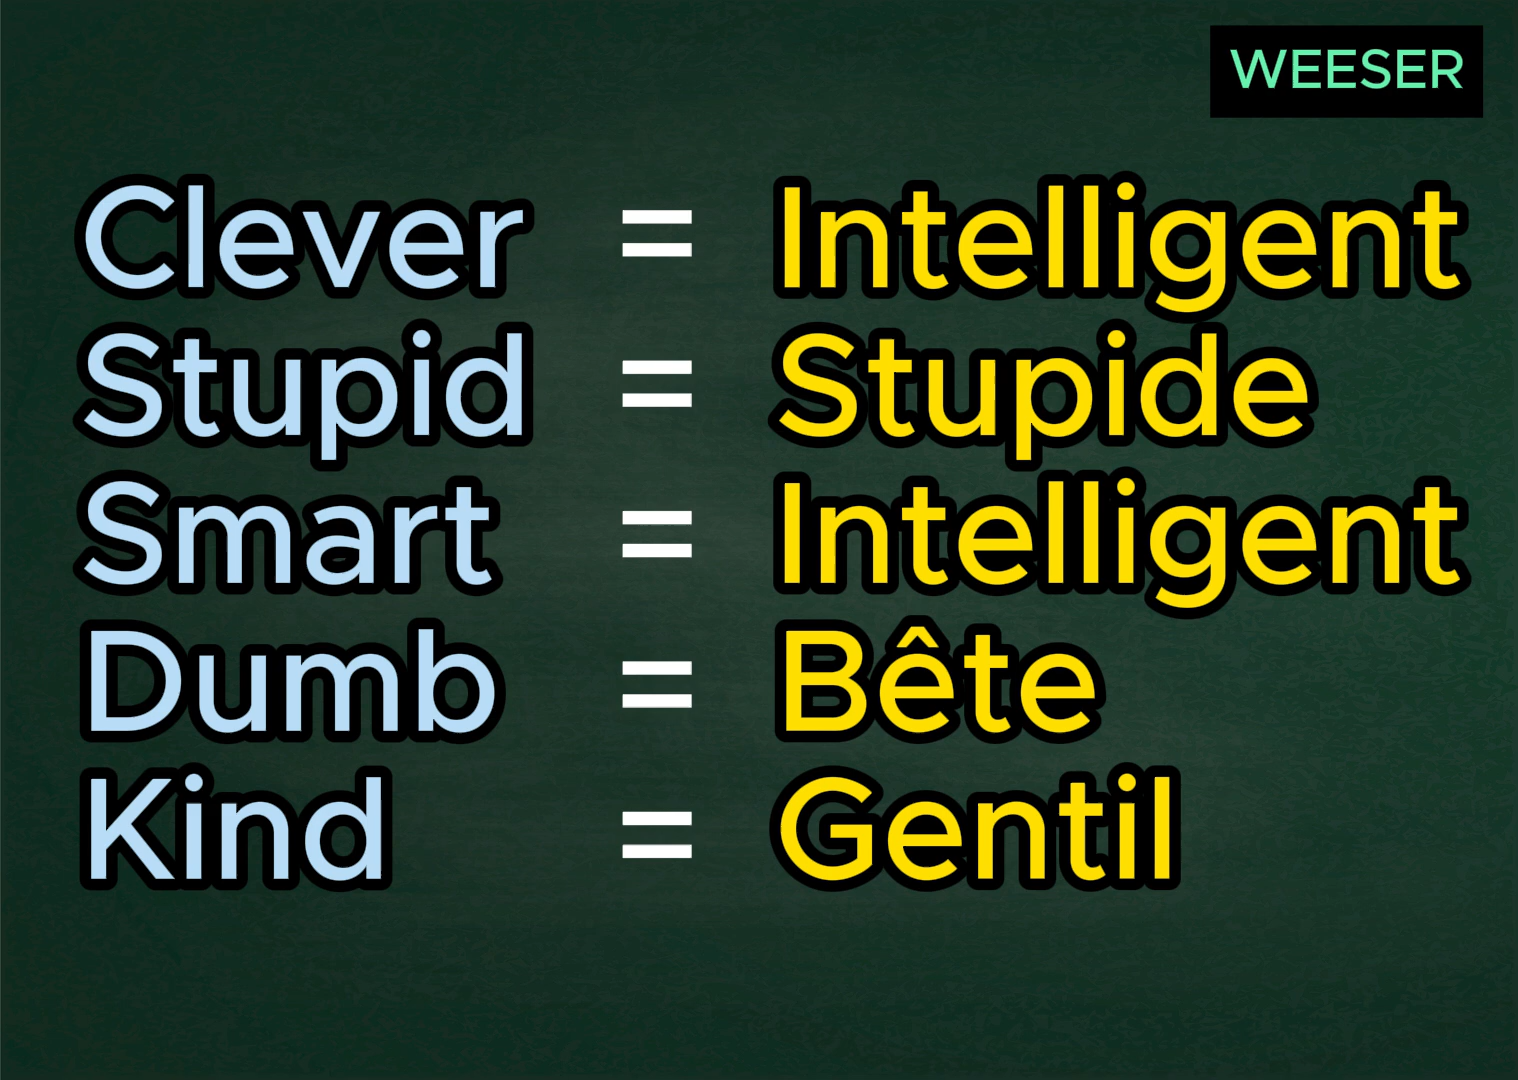 WEESER
Clever = Intelligent
Stupid = Stupide
Smart = Intelligent
Dumb = Bête
Kind = Gentil